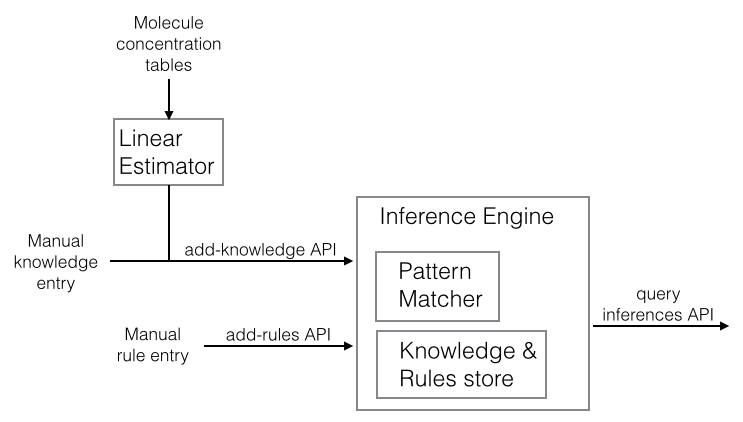 Molecule
concentration
tables
Linear
Estimator
Manual
knowledge
entry
add-knowledge API
Manual
rule entry
add-rules API
Inference Engine
Pattern
Matcher
Knowledge &
Rules store
query
inferences API